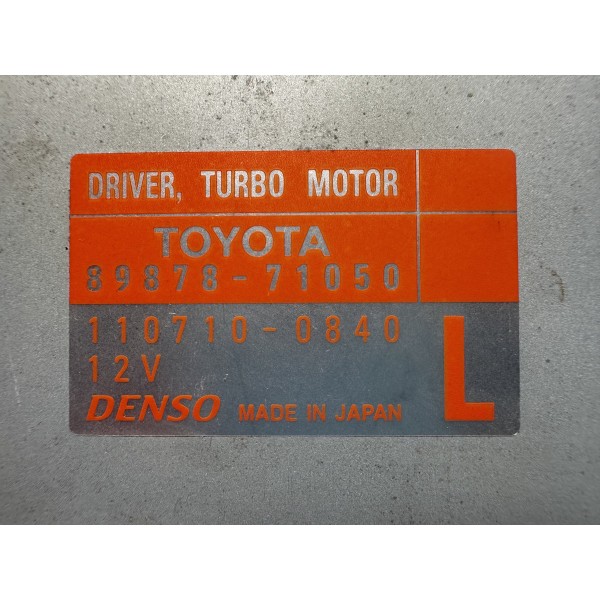 DRIVER, TURBO MOTOR
TOYOTA
89878-71050
110710-0840
12V
L
DENSO MADE IN JAPAN